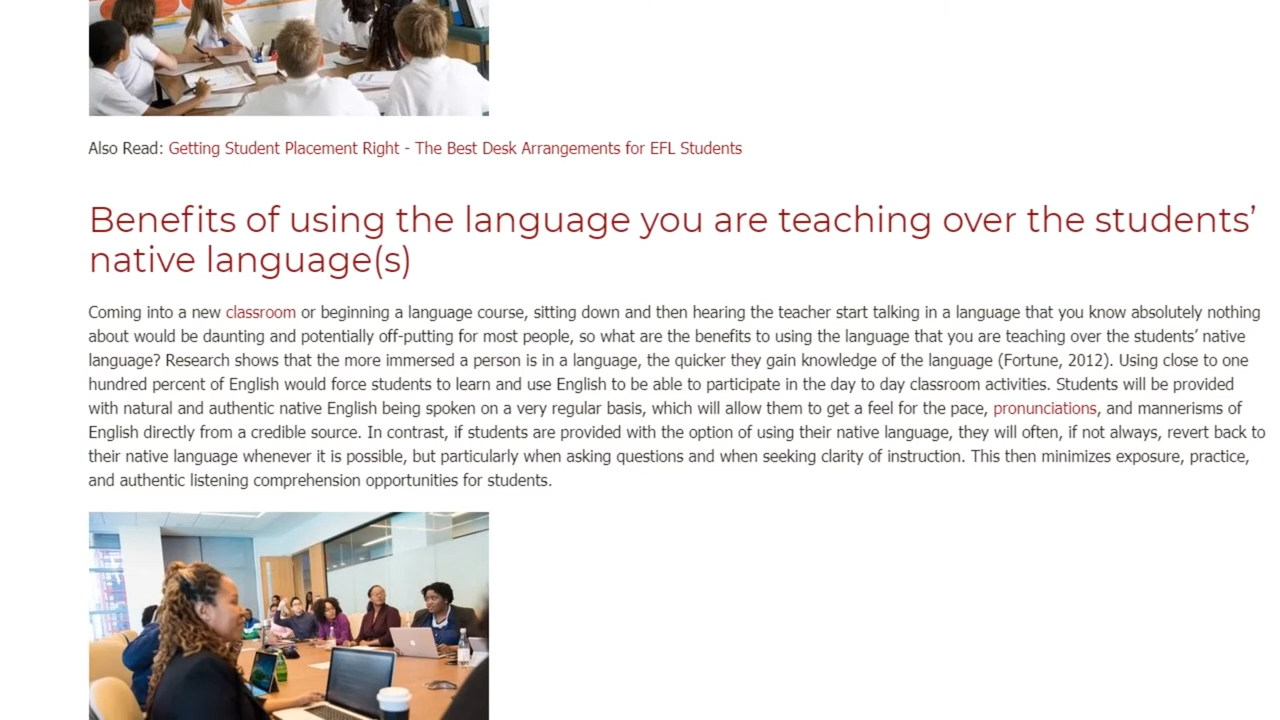 Also Read: Getting Student Placement Right - The Best Desk Arrangements for EFL Students
Benefits of using the language you are teaching over the students’
native language(s)
Coming into a new classroom or beginning a language course, sitting down and then hearing the teacher start talking in a language that you know absolutely nothing
about would be daunting and potentially off-putting for most people, so what are the benefits to using the language that you are teaching over the students’ native
language? Research shows that the more immersed a person is in a language, the quicker they gain knowledge of the language (Fortune, 2012). Using close to one
hundred percent of English would force students to learn and use English to be able to participate in the day to day classroom activities. Students will be provided
with natural and authentic native English being spoken on a very regular basis, which will allow them to get a feel for the pace, pronunciations, and mannerisms of
English directly from a credible source. In contrast, if students are provided with the option of using their native language, they will often, if not always, revert back to
their native language whenever it is possible, but particularly when asking questions and when seeking clarity of instruction. This then minimizes exposure, practice,
and authentic listening comprehension opportunities for students.